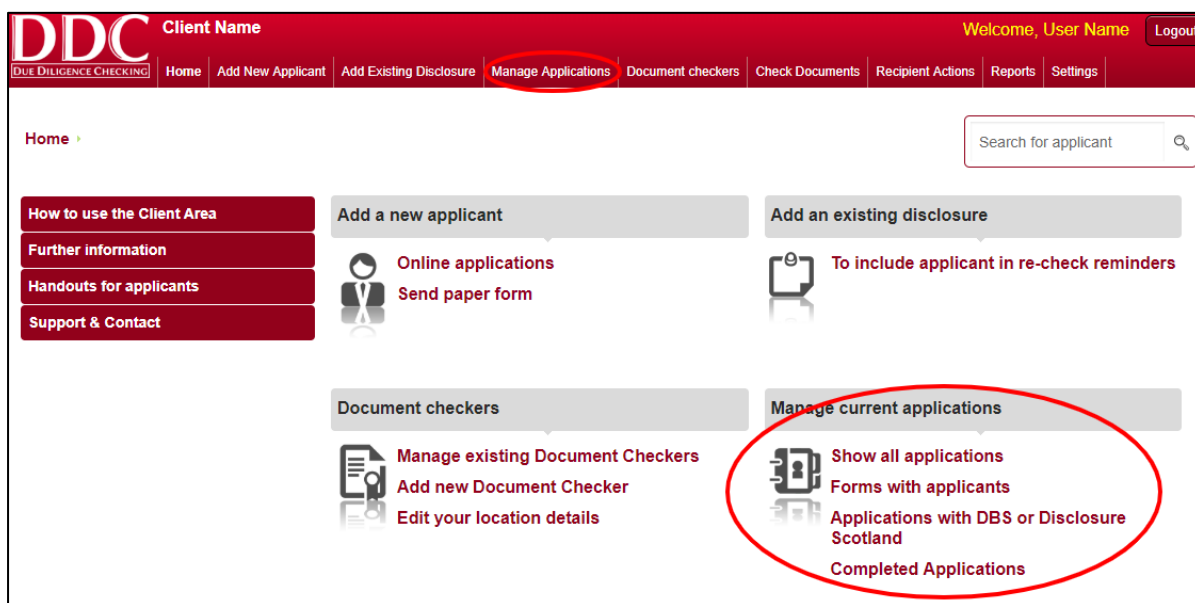 DDC
DUE DILIGENCE CHECKING
Client Name
Welcome, User Name
Logout
Home
Add New Applicant
Add Existing Disclosure
Manage Applications
Document checkers
Check Documents
Recipient Actions
Reports
Settings
Home
Search for applicant
How to use the Client Area
Further information
Handouts for applicants
Support & Contact
Add a new applicant
Online applications
Send paper form
Add an existing disclosure
To include applicant in re-check reminders
Document checkers
Manage existing Document Checkers
Add new Document Checker
Edit your location details
Manage current applications
Show all applications
Forms with applicants
Applications with DBS or Disclosure
Scotland
Completed Applications